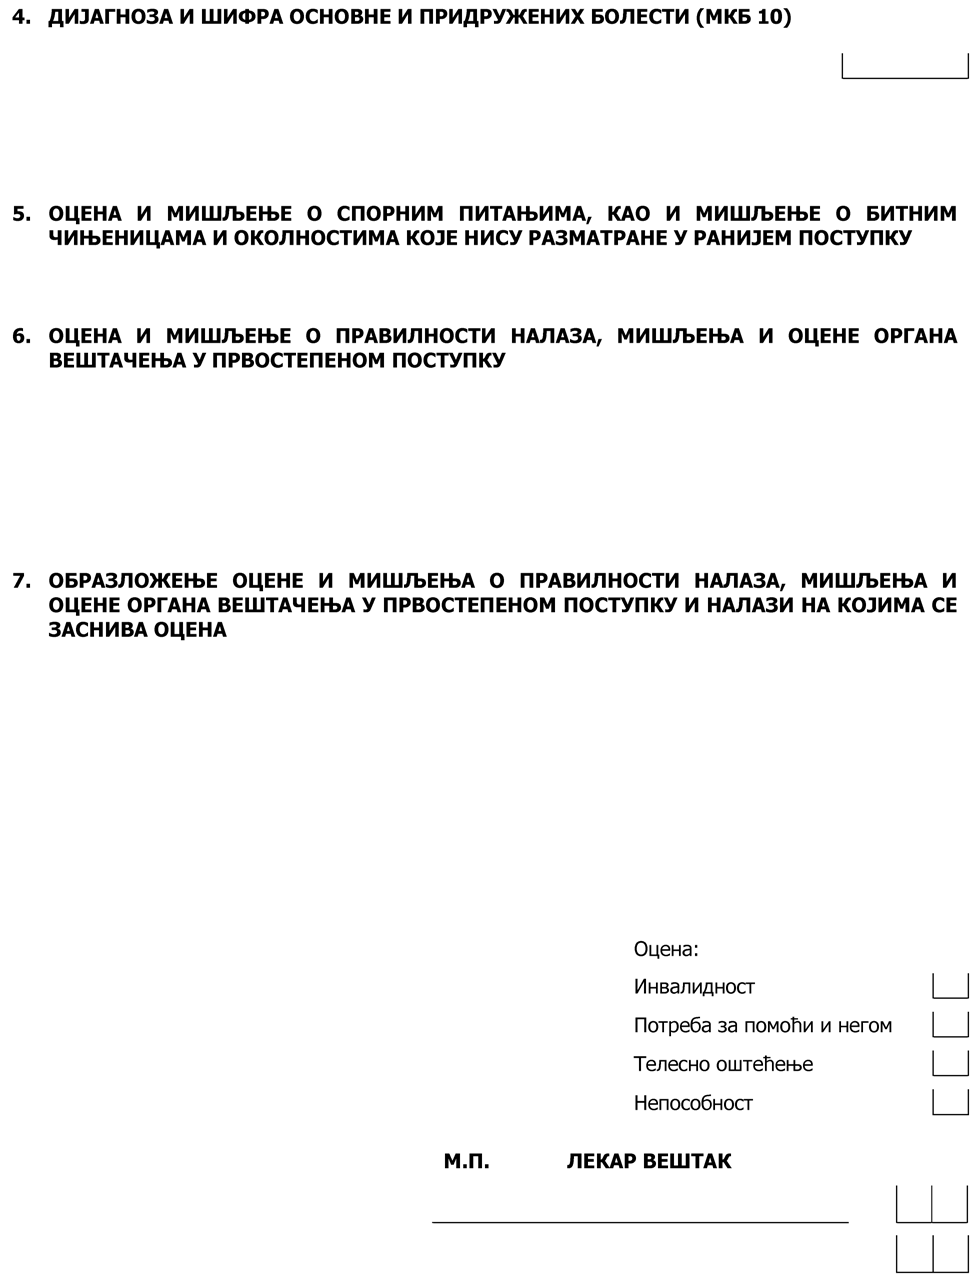 4. ДИЈАГНОЗА И ШИФРА ОСНОВНЕ И ПРИДРУЖЕНИХ БОЛЕСТИ (МКБ 10)
5. ОЦЕНА И МИШЉЕЊЕ О СПОРНИМ ПИТАЊИМА, КАО И МИШЉЕЊЕ О БИТНИМ
ЧИЊЕНИЦАМА И ОКОЛНОСТИМА КОЈЕ НИСУ РАЗМАТРАНЕ У РАНИЈЕМ ПОСТУПКУ
6. ОЦЕНА И МИШЉЕЊЕ О ПРАВИЛНОСТИ НАЛАЗА, МИШЉЕЊА И ОЦЕНЕ ОРГАНА
ВЕШТАЧЕЊА У ПРВОСТЕПЕНОМ ПОСТУПКУ
7. ОБРАЗЛОЖЕЊЕ ОЦЕНЕ И МИШЉЕЊА О ПРАВИЛНОСТИ НАЛАЗА, МИШЉЕЊА И
ОЦЕНЕ ОРГАНА ВЕШТАЧЕЊА У ПРВОСТЕПЕНОМ ПОСТУПКУ И НАЛАЗИ НА КОЈИМА СЕ
ЗАСНИВА ОЦЕНА
Оцена:
Инвалидност
Потреба за помоћи и негом
Телесно оштећење
Непособност
М.П. ЛЕКАР ВЕШТАК